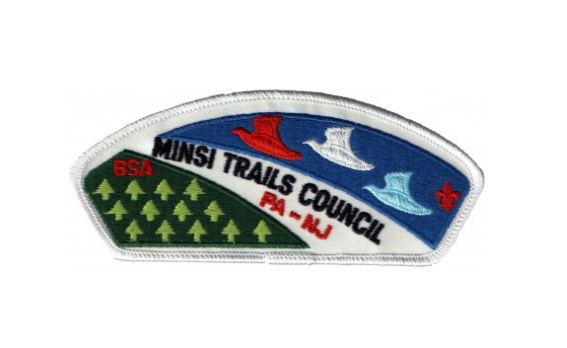 MINSI TRAILS COUNCIL
BSA
PA - NJ